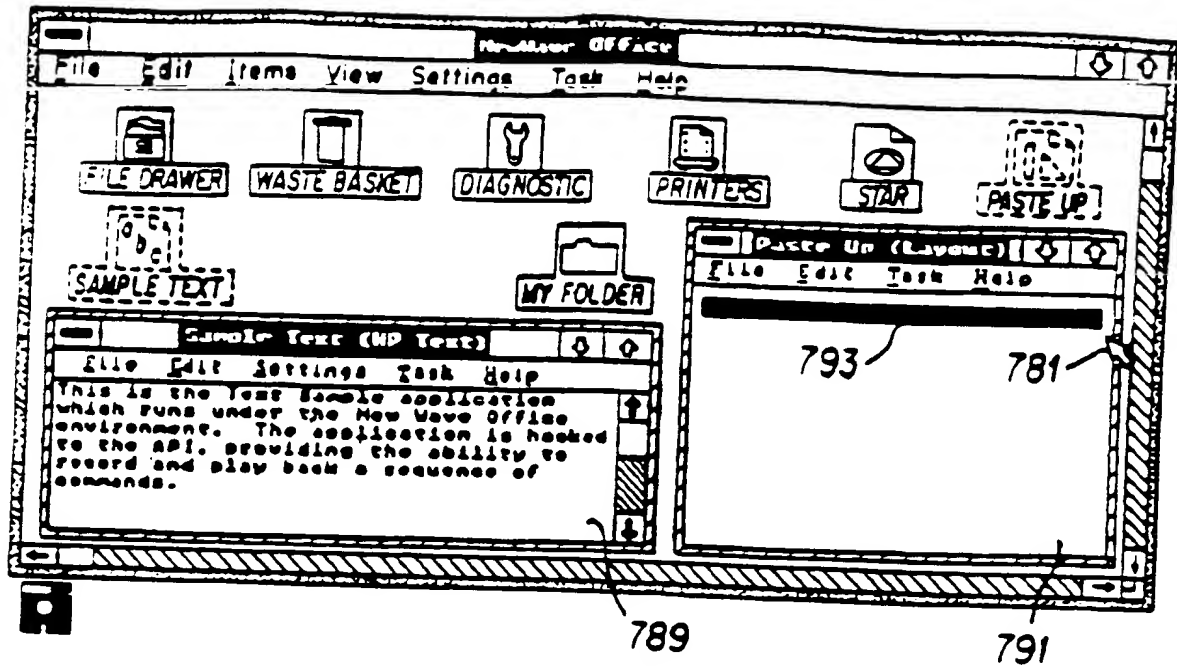 NewWave Office
File Edit Items View Settings Task Help
FILE DRAWER WASTE BASKET DIAGNOSTIC PRINTERS STAR PASTE UP
SAMPLE TEXT MY FOLDER
Paste Up (Layout)
File Edit Task Help
793 781
Sample Text (HP Text)
File Edit Settings Task Help
This is the Text Sample application
which runs under the New Wave Office
environment. The application is hooked
to the API, providing the ability to
record and play back a sequence of
commands.
789 791